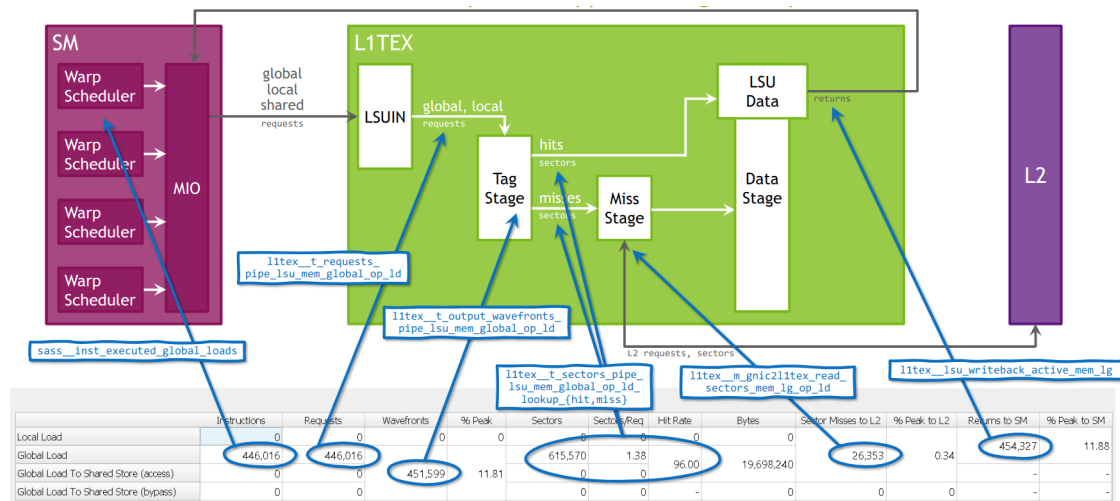 SM
L1TEX
Warp
Scheduler
Warp
Scheduler
Warp
Scheduler
Warp
Scheduler
MIO
global
local
shared
requests
LSUIN
global, local
requests
Tag
Stage
hits
sectors
misses
sectors
Miss
Stage
LSU
Data
Data
Stage
returns
L2
L2 requests, sectors
l1tex__t_requests_
pipe_lsu_mem_global_op_ld
l1tex__t_output_wavefronts_
pipe_lsu_mem_global_op_ld
sass__inst_executed_global_loads
l1tex__t_sectors_pipe_
lsu_mem_global_op_ld_
lookup_{hit,miss}
l1tex__m_gnic2l1tex_read_
sectors_mem_lg_op_ld
l1tex__lsu_writeback_active_mem_lg
Instructions Requests Wavefronts % Peak Sectors Sectors/Req Hit Rate Bytes Sector Misses to L2 % Peak to L2 Returns to SM % Peak to SM
Local Load 0 0 0 0 0 0 0 0 0 0 0
Global Load 446,016 446,016 451,599 11.81 615,570 1.38 96.00 19,698,240 26,353 0.34 454,327 11.88
Global Load To Shared Store (access) 0 0 0 0 - -
Global Load To Shared Store (bypass) 0 0 0 0 - 0 0 0 - -